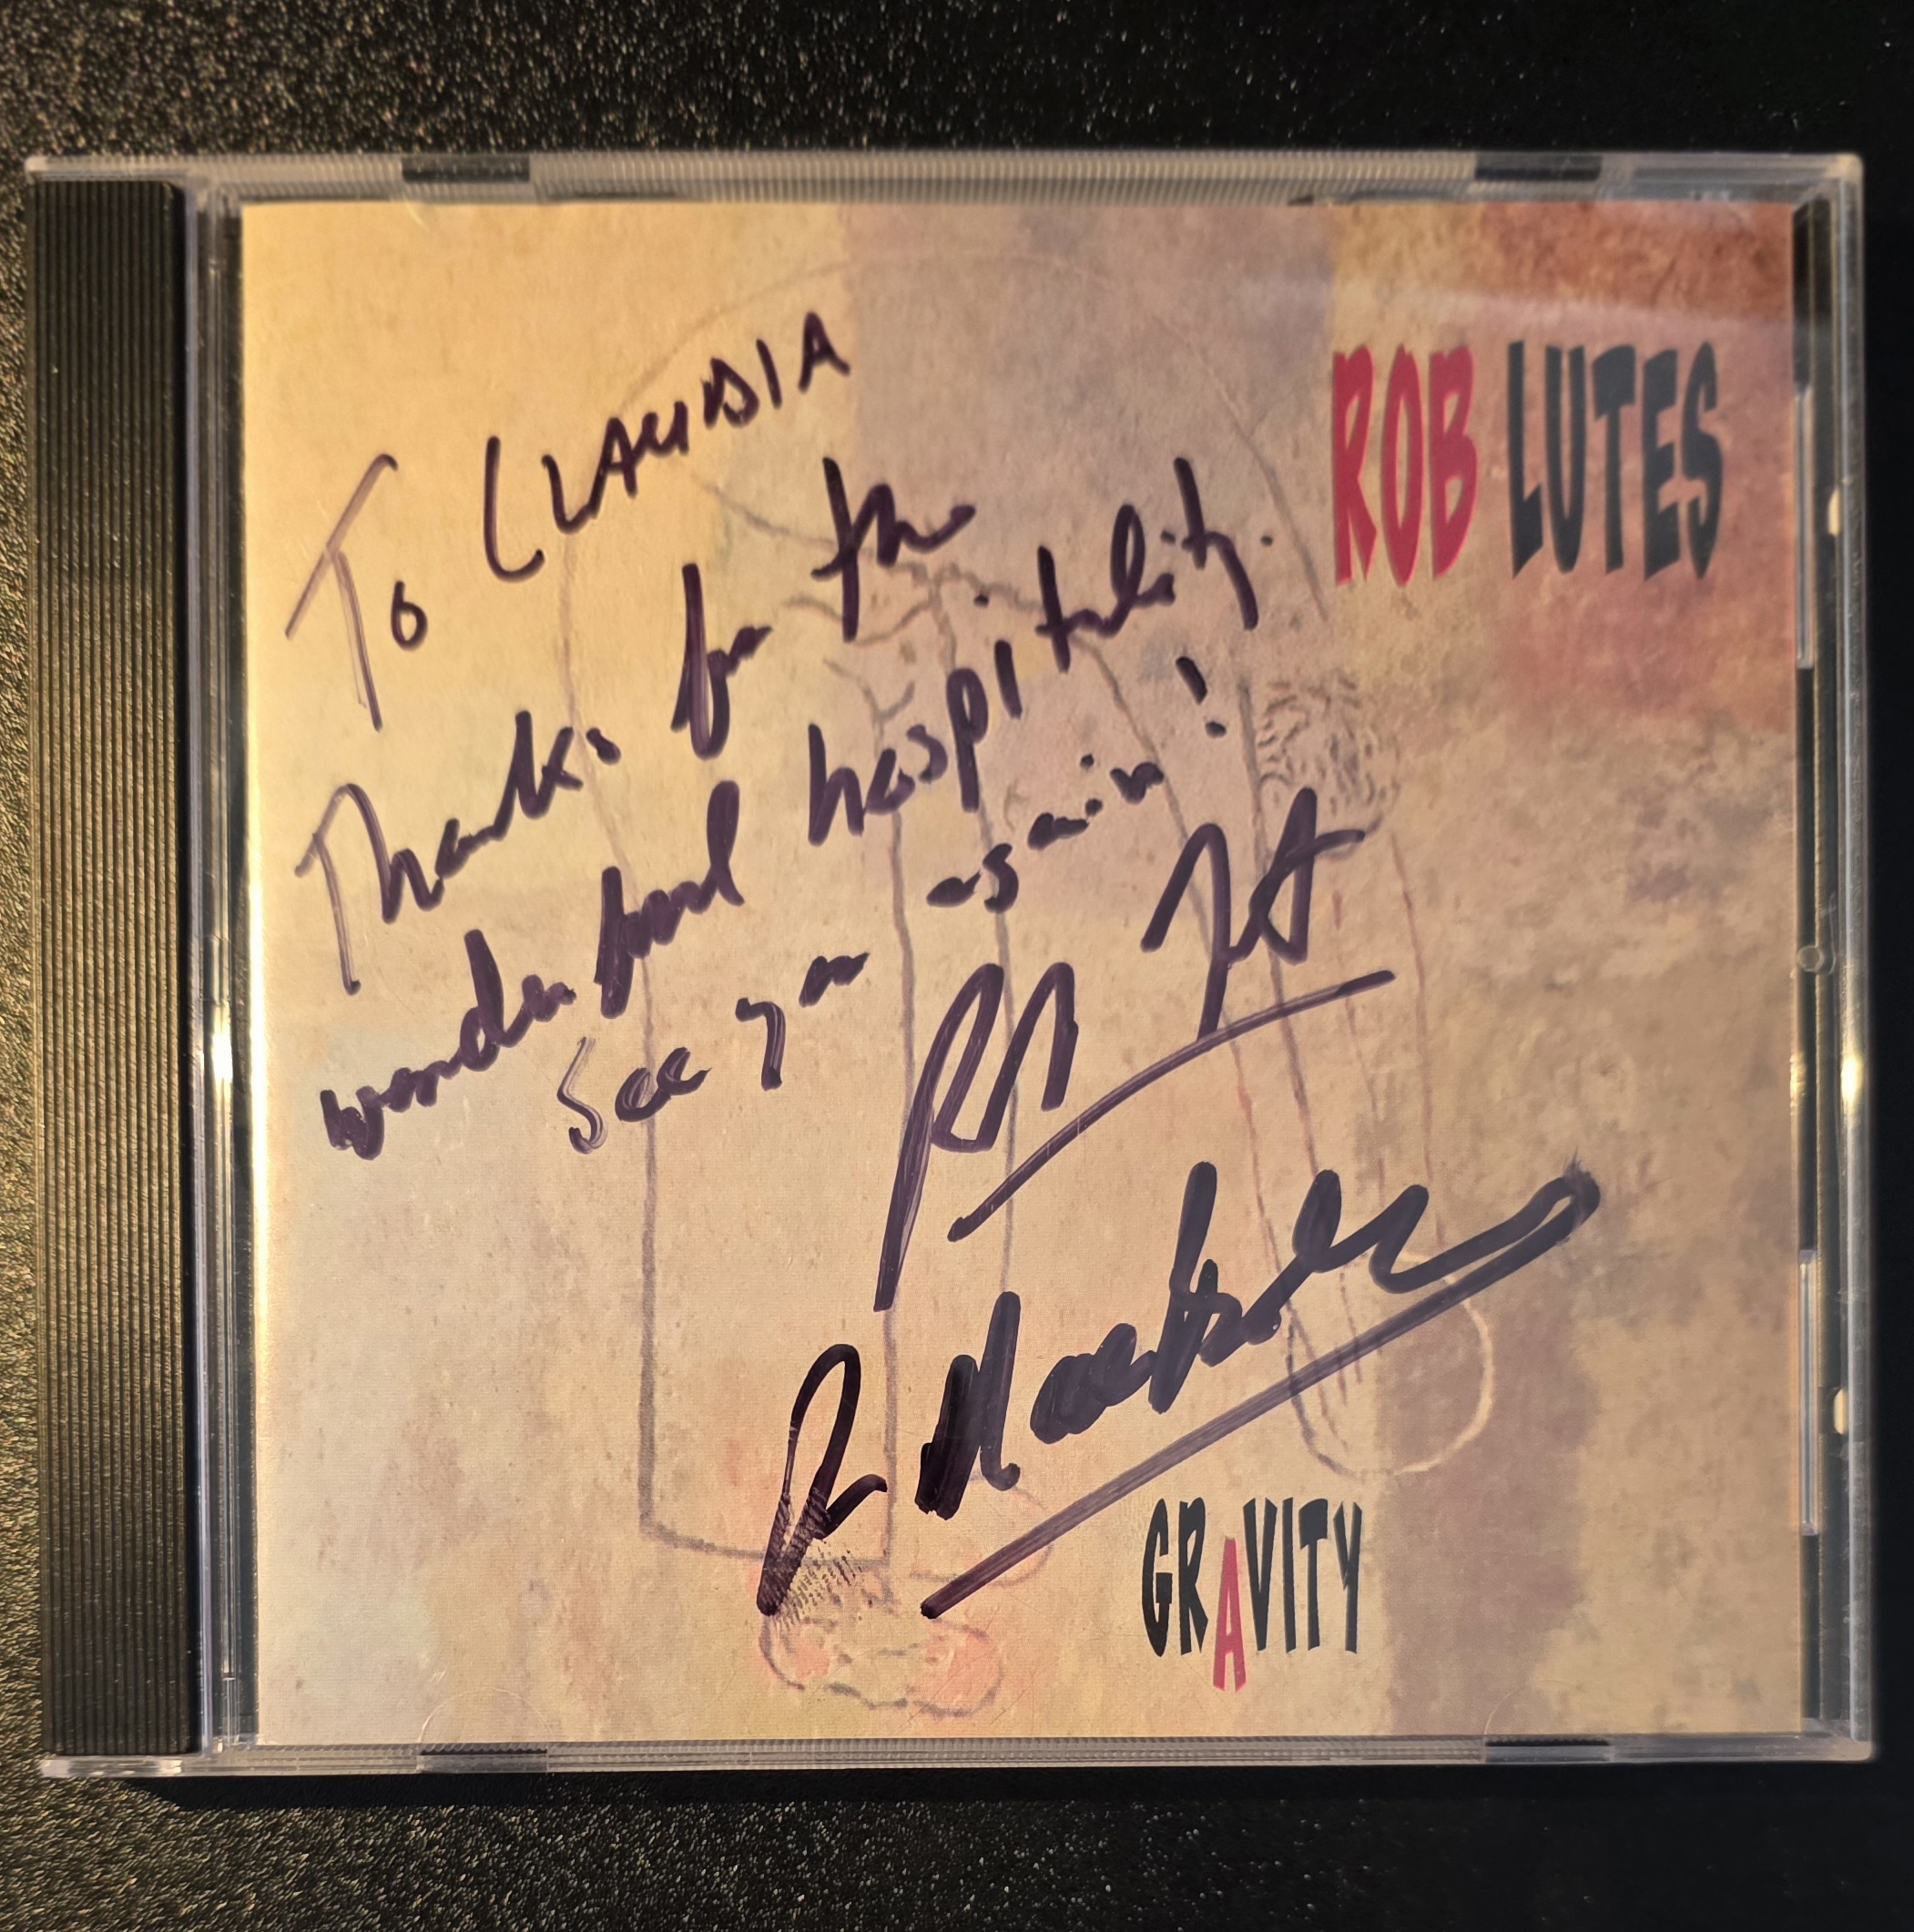 To CLAUDIA
Thanks for the
wonderful hospitality.
See you again!
ROB LUTES
GRAVITY